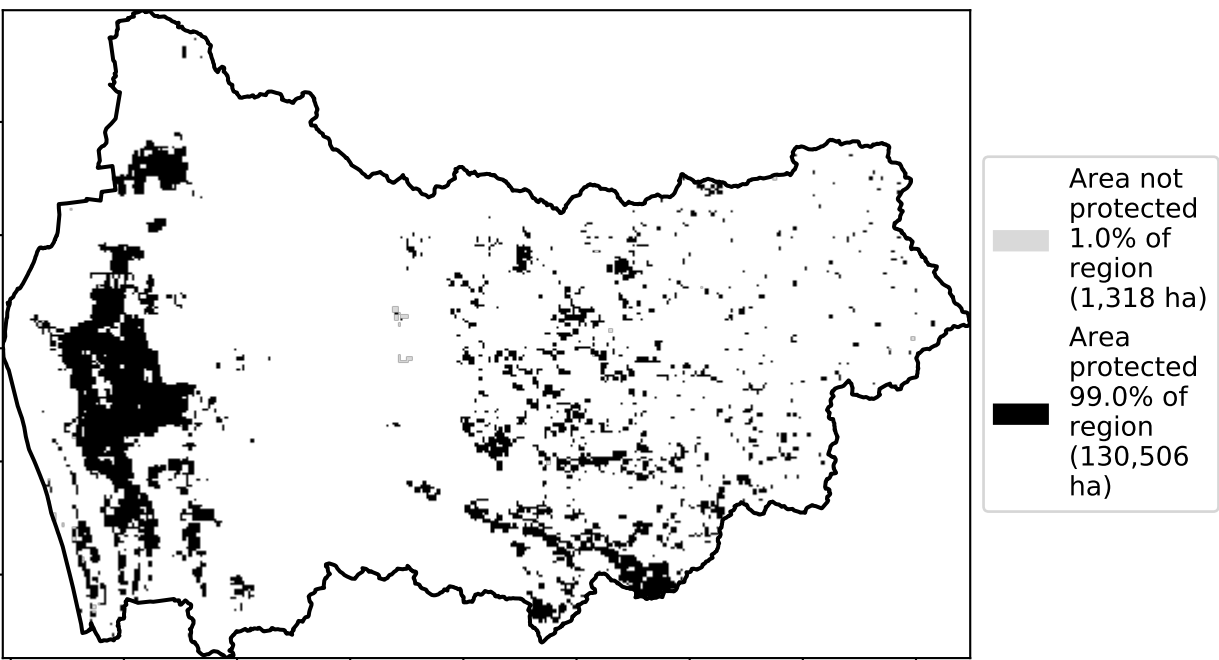 Area not
protected
1.0% of
region
(1,318 ha)
Area
protected
99.0% of
region
(130,506
ha)